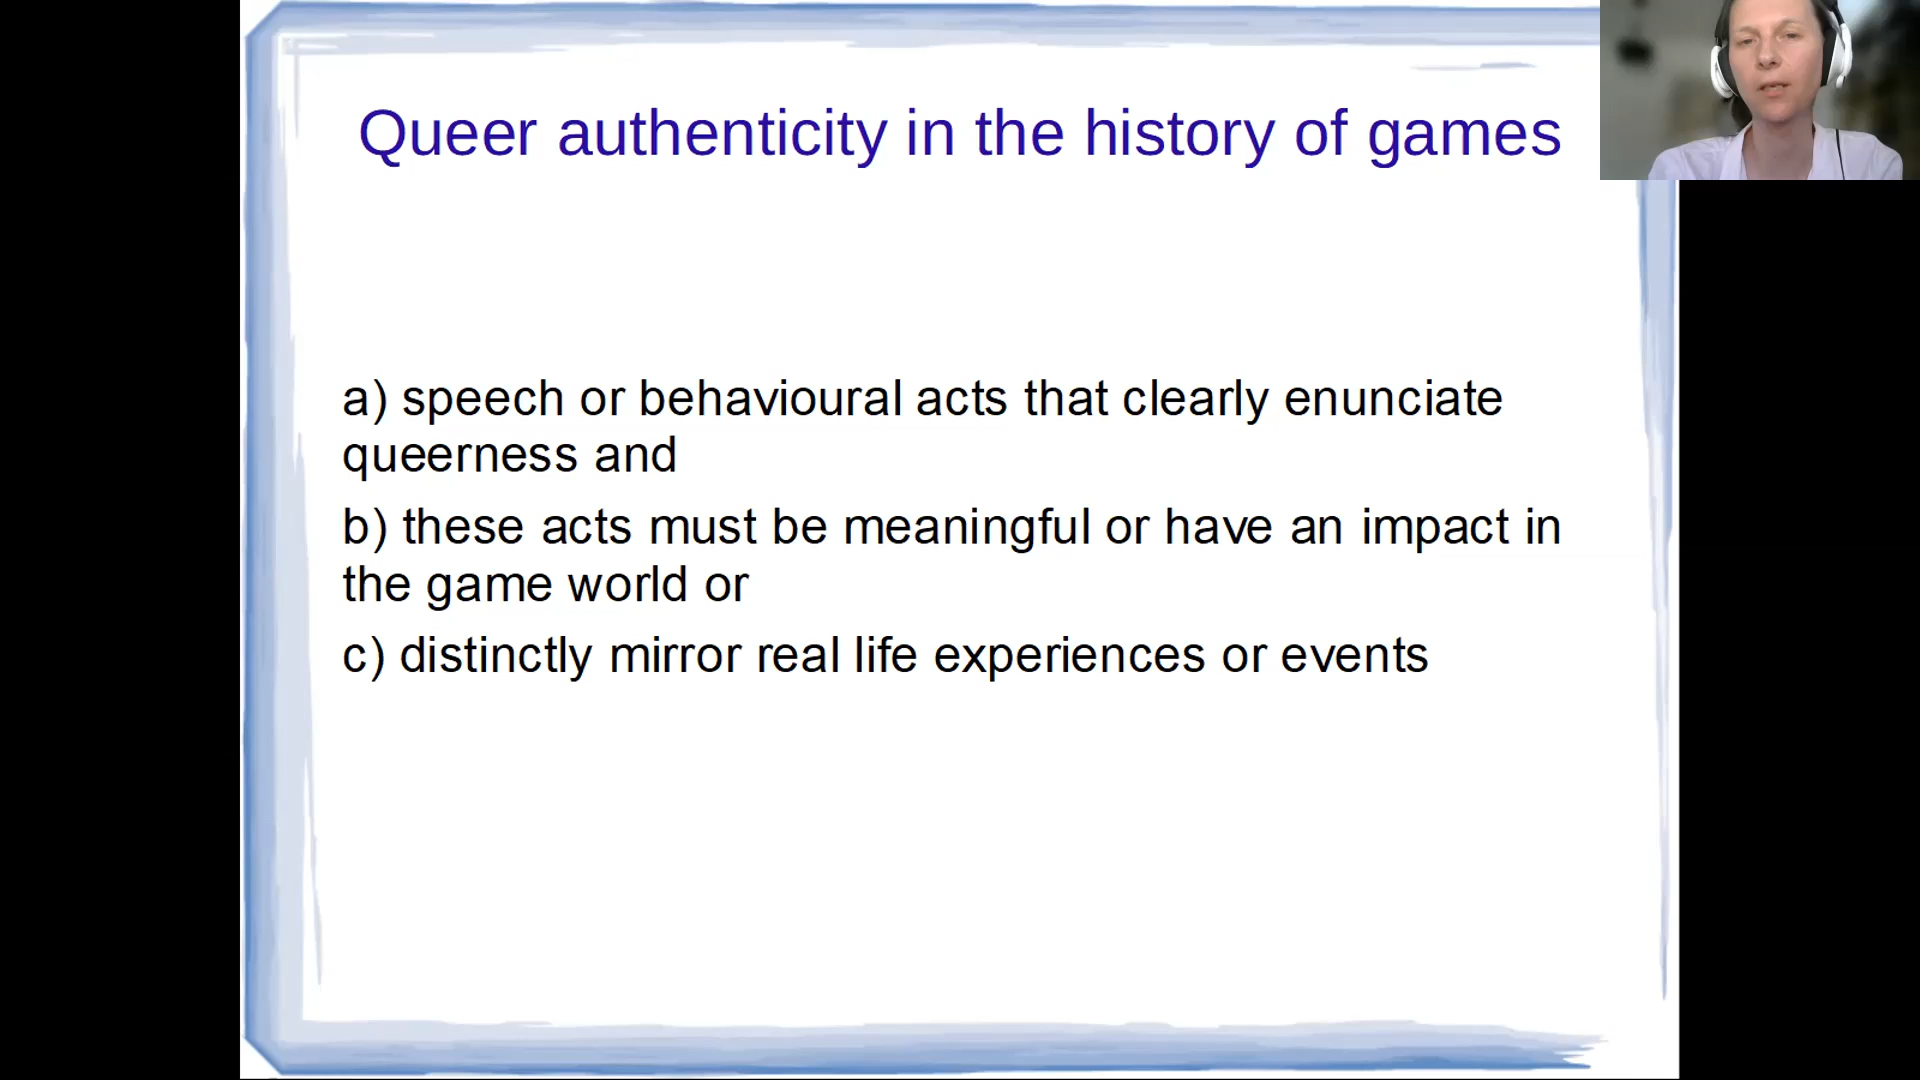 Queer authenticity in the history of games
a) speech or behavioural acts that clearly enunciate
queerness and
b) these acts must be meaningful or have an impact in
the game world or
c) distinctly mirror real life experiences or events